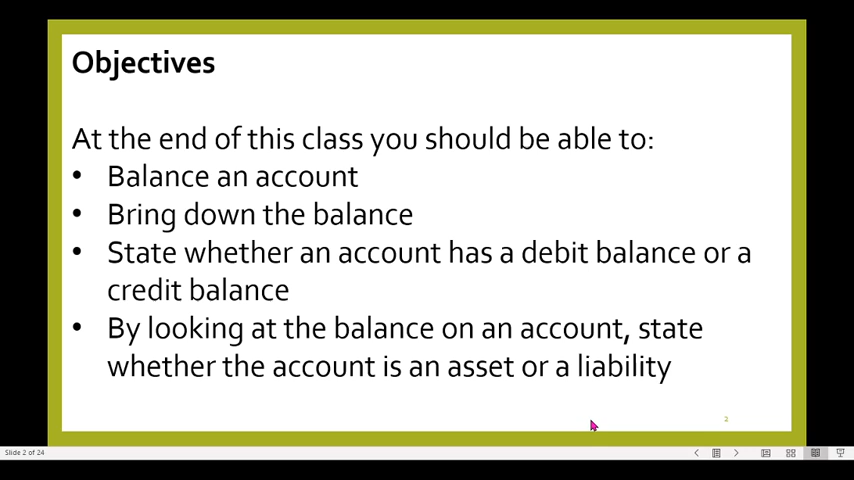 Objectives
At the end of this class you should be able to:
• Balance an account
• Bring down the balance
• State whether an account has a debit balance or a
credit balance
• By looking at the balance on an account, state
whether the account is an asset or a liability
2
Slide 2 of 24